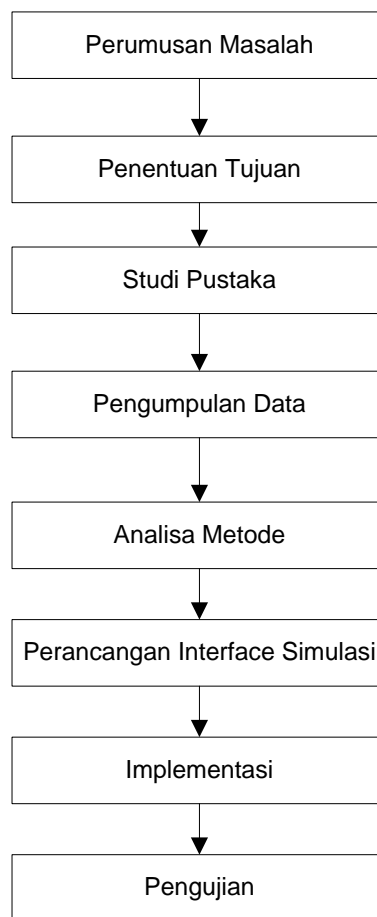 Perumusan Masalah
Penentuan Tujuan
Studi Pustaka
Pengumpulan Data
Analisa Metode
Perancangan Interface Simulasi
Implementasi
Pengujian